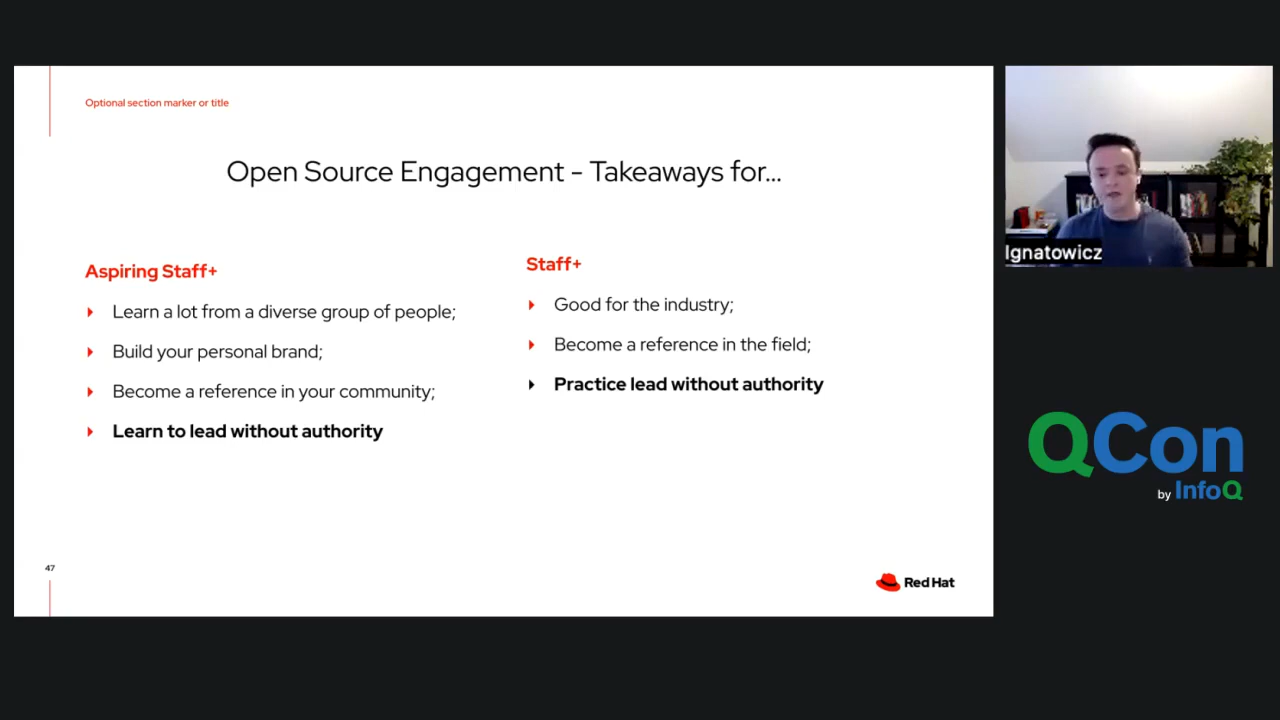 Optional section marker or title
Open Source Engagement - Takeaways for...
Aspiring Staff+
Learn a lot from a diverse group of people;
Build your personal brand;
Become a reference in your community;
Learn to lead without authority
Staff+
Good for the industry;
Become a reference in the field;
Practice lead without authority
47
Red Hat
Ignatowicz
QCon
by InfoQ